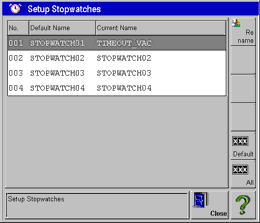 Setup Stopwatches
No. Default Name Current Name
001 STOPWATCH01 TIMEOUT_VAC
002 STOPWATCH02 STOPWATCH02
003 STOPWATCH03 STOPWATCH03
004 STOPWATCH04 STOPWATCH04
Re
name
XXX
Default
XXX
All
Setup Stopwatches
Close
?